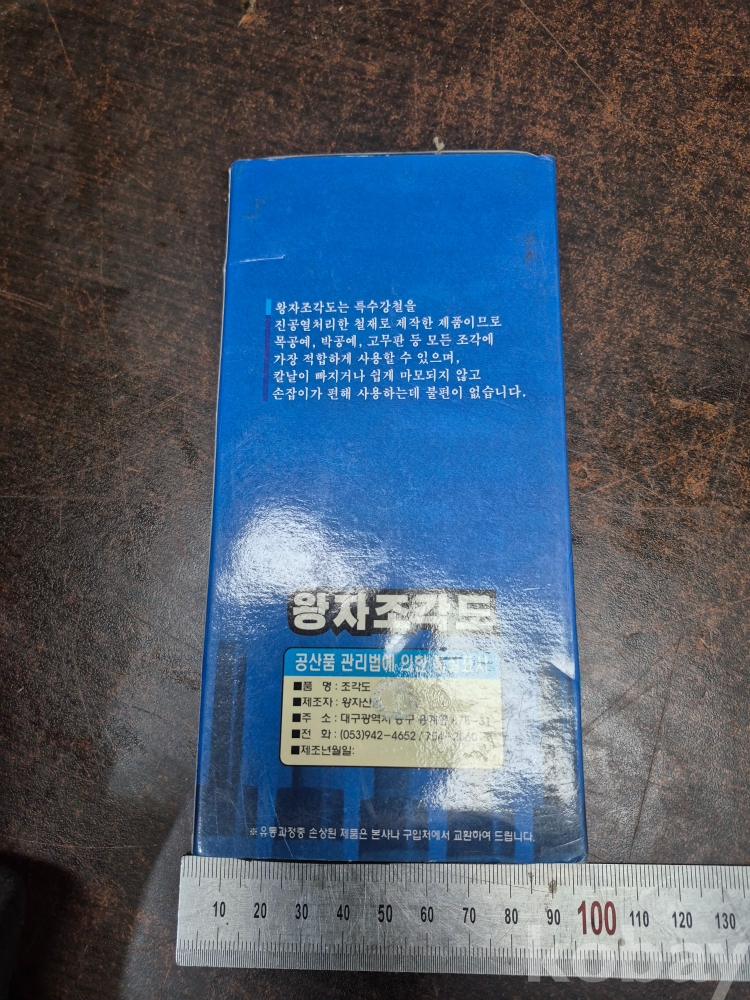 왕자조각도는 특수강철을
진공열처리한 철재로 제작한 제품이므로
목공예, 박공예, 고무판 등 모든 조각에
가장 적합하게 사용할 수 있으며,
칼날이 빠지거나 쉽게 마모되지 않고
손잡이가 편해 사용하는데 불편이 없습니다.
왕자조각도
공산품 관리법에 의한 품질표시
■품 명 : 조각도
■제조자 : 왕자산
■주 소 : 대구광역시 동구
■전 화 : (053)942-4652 /
■제조년월일:
※유통과정중 손상된 제품은 본사나 구입처에서 교환하여 드립니다.
10 20 30 40 50 60 70 80 90 100 110 120 130
kobay